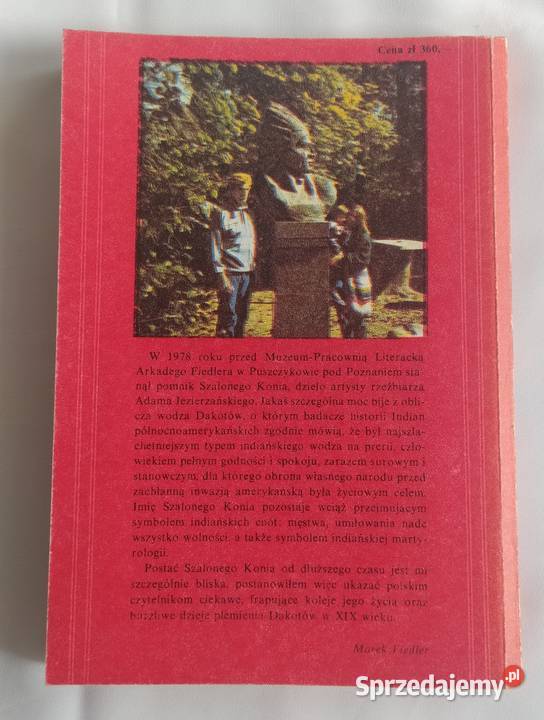 Cena zł 360,—
W 1978 roku przed Muzeum-Pracownią Literacką
Arkadego Fiedlera w Puszczykowie pod Poznaniem sta-
nął pomnik Szalonego Konia, dzieło artysty rzeźbiarza
Adama Jezierzańskiego. Jakaś szczególna moc bije z obli-
cza wodza Dakotów, o którym badacze historii Indian
północnoamerykańskich zgodnie mówią, że był najszla-
chetniejszym typem indiańskiego wodza na prerii, czło-
wiekiem pełnym godności i spokoju, zarazem surowym i
stanowczym, dla którego obrona własnego narodu przed
zachłanną inwazją amerykańską była życiowym celem.
Imię Szalonego Konia pozostaje wciąż przejmującym
symbolem indiańskich cnót: męstwa, umiłowania nade
wszystko wolności, a także symbolem indiańskiej marty-
rologii.
Postać Szalonego Konia od dłuższego czasu jest mi
szczególnie bliska, postanowiłem więc ukazać polskim
czytelnikom ciekawe, frapujące koleje jego życia oraz
burzliwe dzieje plemienia Dakotów w XIX wieku.
Marek Fiedler
Sprzedajemy.pl